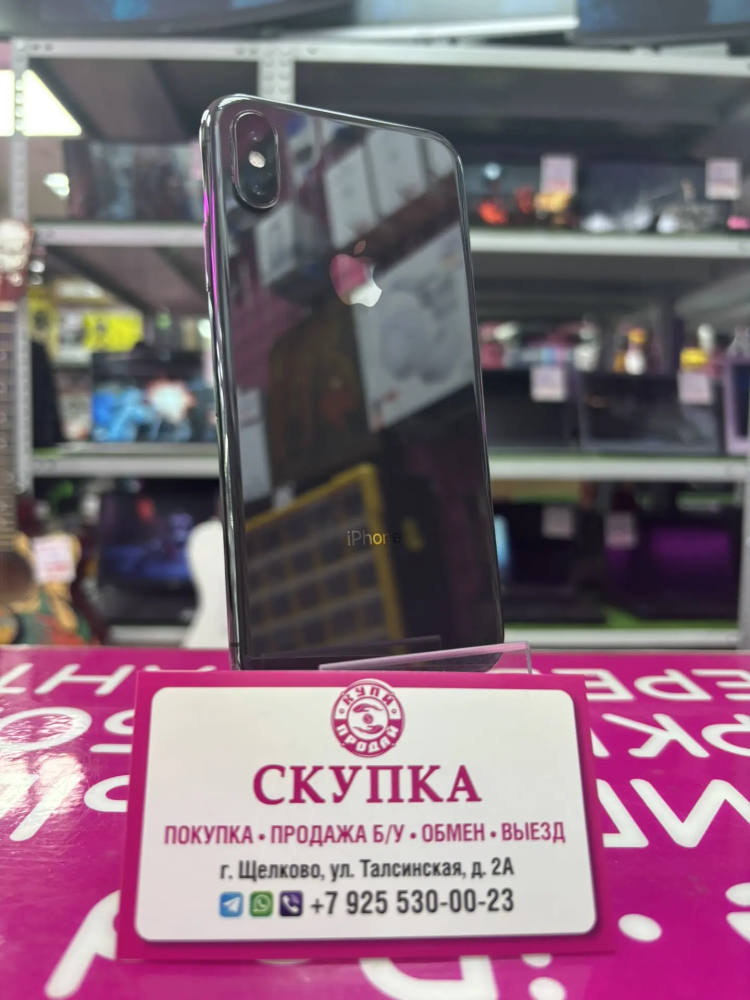 iPhone
КУПИ
ПРОДАЙ
СКУПКА
ПОКУПКА • ПРОДАЖА Б/У • ОБМЕН • ВЫЕЗД
г. Щелково, ул. Талсинская, д. 2А
+7 925 530-00-23